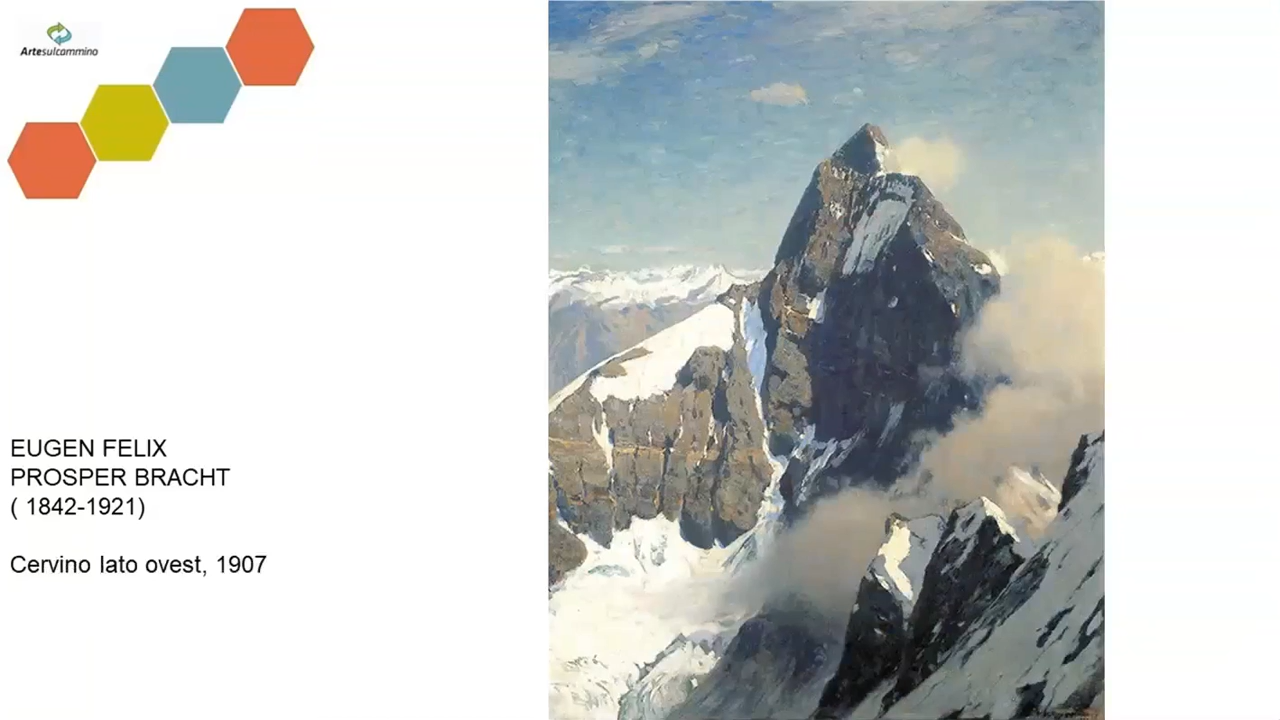 Artesulcammino
EUGEN FELIX
PROSPER BRACHT
( 1842-1921)
Cervino lato ovest, 1907